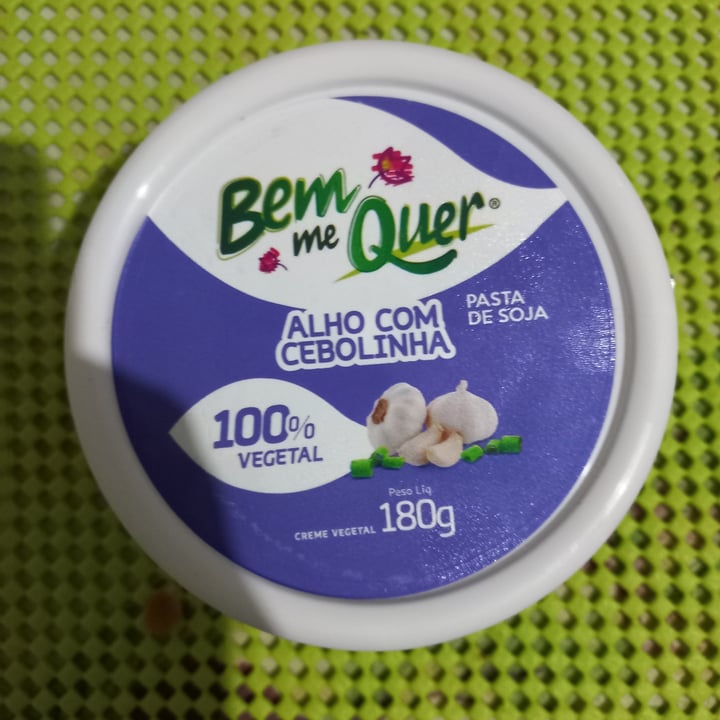 Bem
me Quer®
ALHO COM
CEBOLINHA
PASTA
DE SOJA
100%
VEGETAL
Peso Líq
CREME VEGETAL 180g